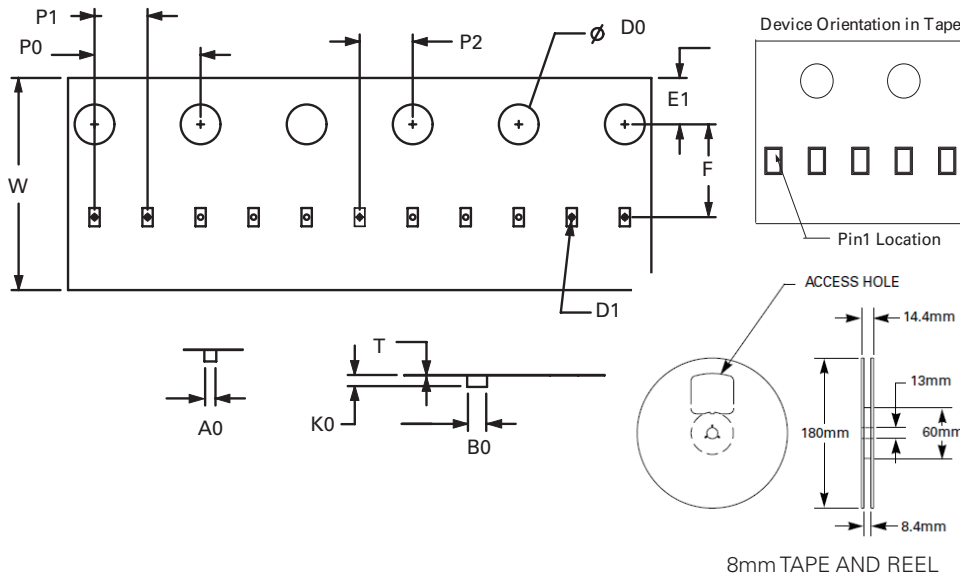 P1
P0
P2
ø D0
E1
W
F
D1
T
A0
K0
B0
Device Orientation in Tape
Pin1 Location
ACCESS HOLE
14.4mm
13mm
180mm
60mm
8.4mm
8mm TAPE AND REEL